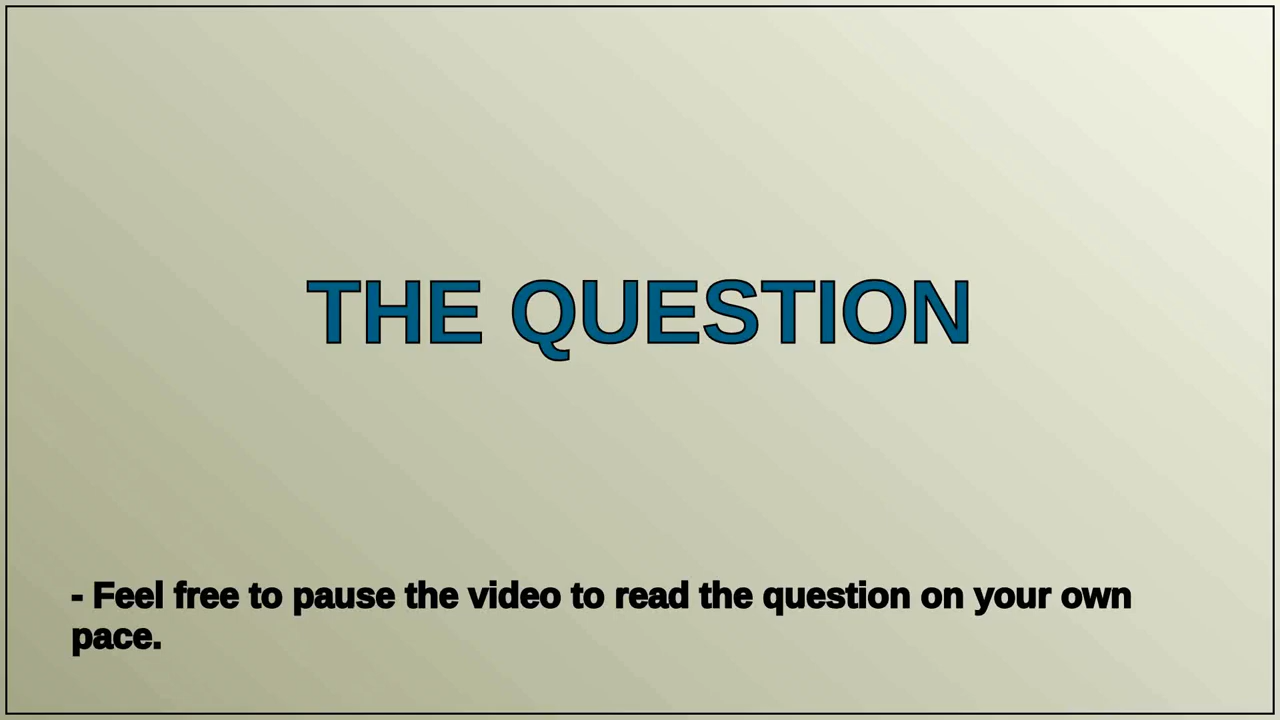 THE QUESTION
- Feel free to pause the video to read the question on your own
pace.